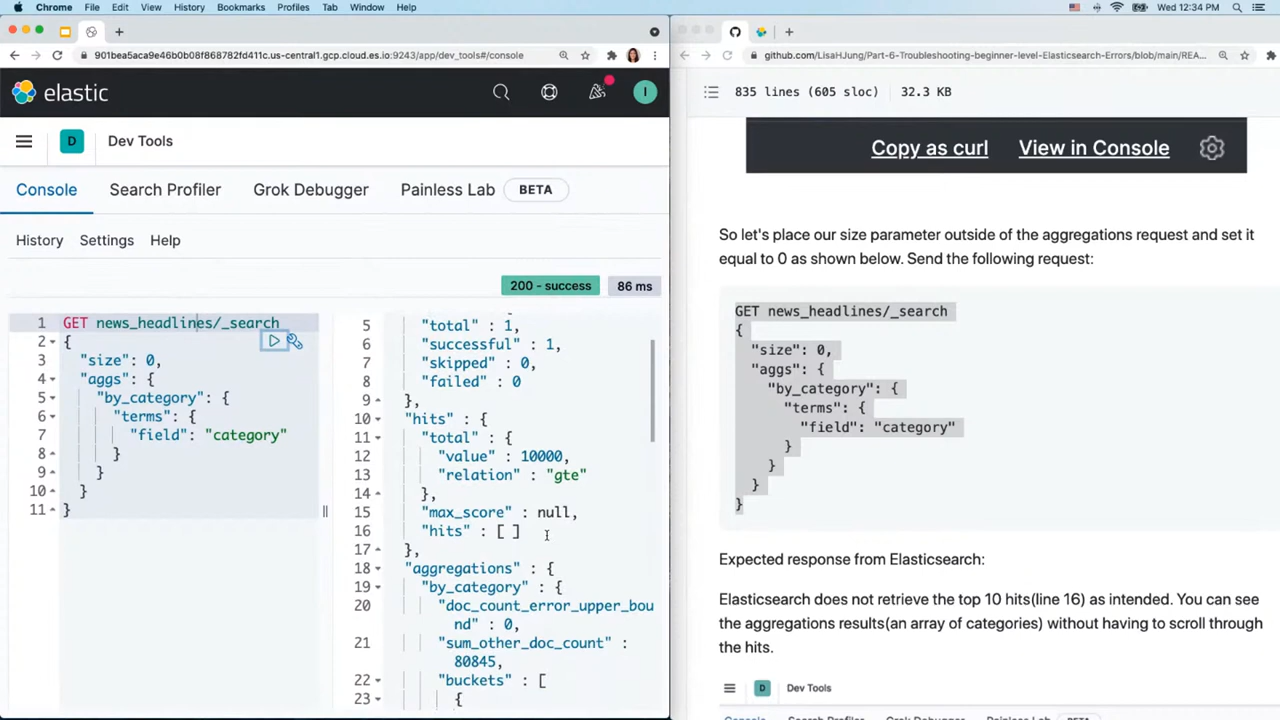 Chrome File Edit View History Bookmarks Profiles Tab Window Help
Wed 12:34 PM
901bea5aca9e46b0b08f868782fd411c.us-central1.gcp.cloud.es.io:9243/app/dev_tools#/console
elastic
I
D
Dev Tools
Console
Search Profiler
Grok Debugger
Painless Lab
BETA
History
Settings
Help
200 - success
86 ms
1 GET news_headlines/_search
2 {
3 "size": 0,
4 "aggs": {
5 "by_category": {
6 "terms": {
7 "field": "category"
8 }
9 }
10 }
11 }
5 "total" : 1,
6 "successful" : 1,
7 "skipped" : 0,
8 "failed" : 0
9 },
10 "hits" : {
11 "total" : {
12 "value" : 10000,
13 "relation" : "gte"
14 },
15 "max_score" : null,
16 "hits" : [ ]
17 },
18 "aggregations" : {
19 "by_category" : {
20 "doc_count_error_upper_bou
nd" : 0,
21 "sum_other_doc_count" :
80845,
22 "buckets" : [
23 {
github.com/LisaHJung/Part-6-Troubleshooting-beginner-level-Elasticsearch-Errors/blob/main/REA...
835 lines (605 sloc)
32.3 KB
Copy as curl
View in Console
So let's place our size parameter outside of the aggregations request and set it
equal to 0 as shown below. Send the following request:
GET news_headlines/_search
{
"size": 0,
"aggs": {
"by_category": {
"terms": {
"field": "category"
}
}
}
}
Expected response from Elasticsearch:
Elasticsearch does not retrieve the top 10 hits(line 16) as intended. You can see
the aggregations results(an array of categories) without having to scroll through
the hits.
D
Dev Tools
Console Search Profiler Grok Debugger Painless Lab BETA